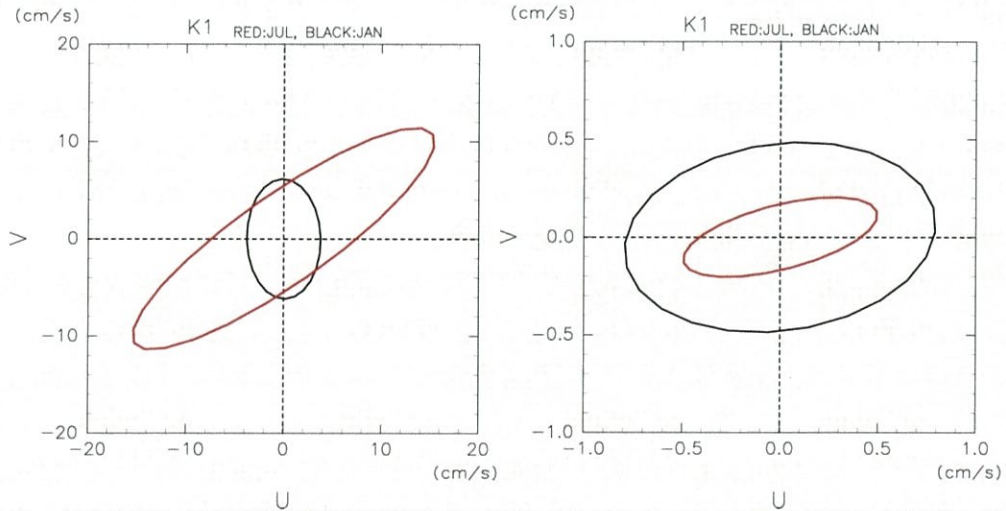 (cm/s)
K1 RED:JUL, BLACK:JAN
20
10
0
−10
−20
V
−20 −10 0 10 20
(cm/s)
U
(cm/s)
K1 RED:JUL, BLACK:JAN
1.0
0.5
0.0
−0.5
−1.0
V
−1.0 −0.5 0.0 0.5 1.0
(cm/s)
U